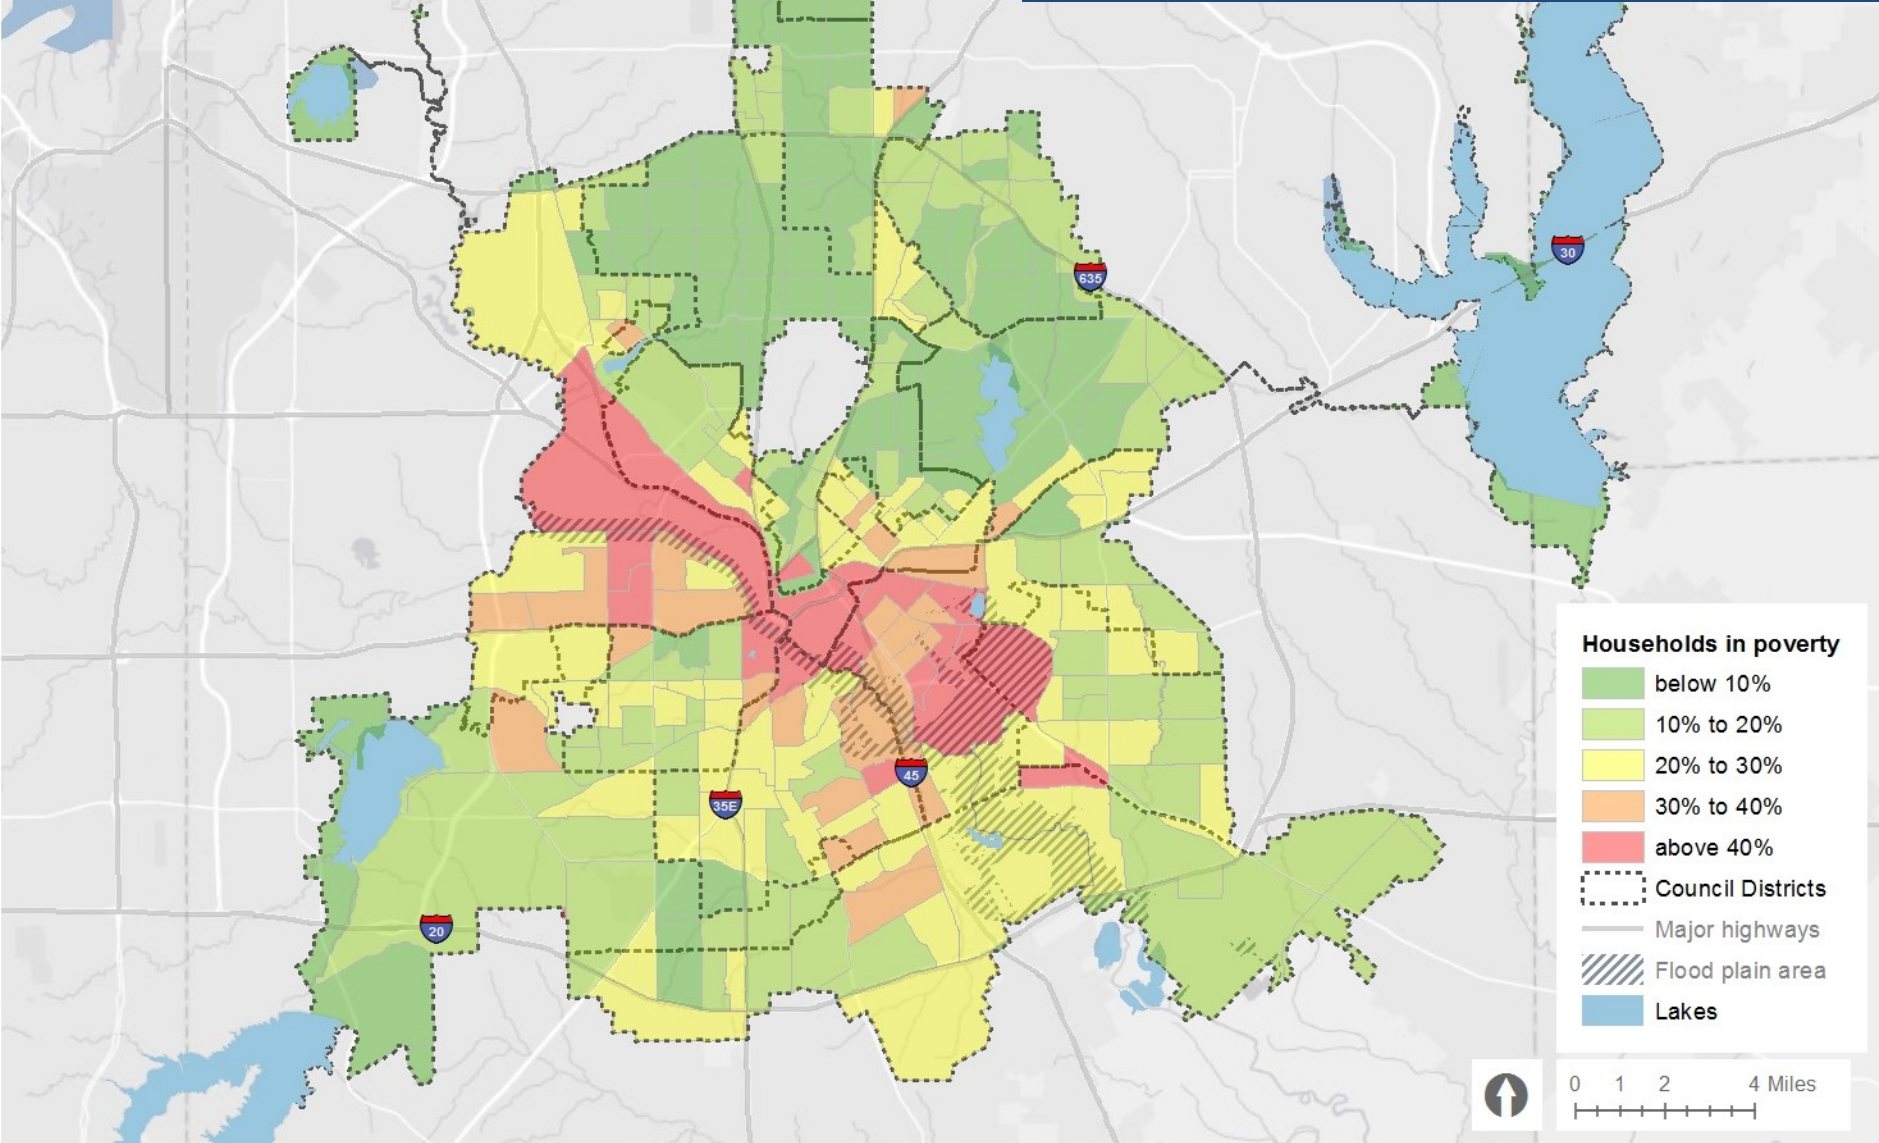 635
30
45
35E
20
Households in poverty
below 10%
10% to 20%
20% to 30%
30% to 40%
above 40%
Council Districts
Major highways
Flood plain area
Lakes
0 1 2 4 Miles